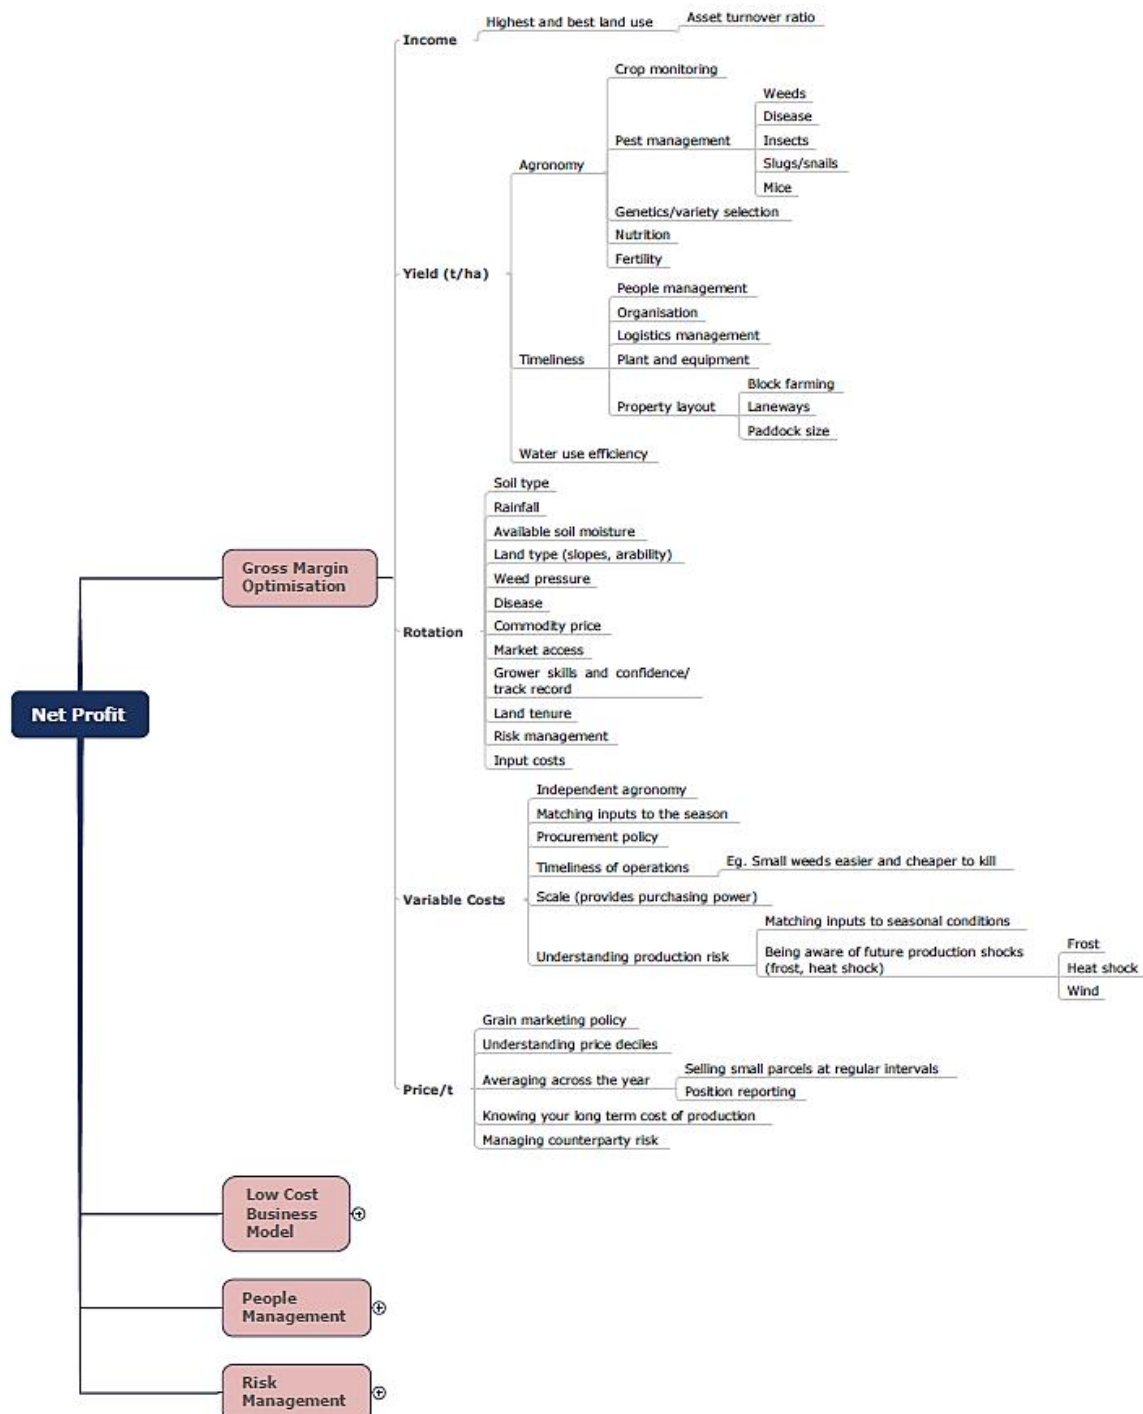 Highest and best land use
Asset turnover ratio
Income
Crop monitoring
Weeds
Disease
Pest management
Insects
Slugs/snails
Mice
Agronomy
Genetics/variety selection
Nutrition
Fertility
Yield (t/ha)
People management
Organisation
Logistics management
Timeliness
Plant and equipment
Block farming
Property layout
Laneways
Paddock size
Water use efficiency
Soil type
Rainfall
Available soil moisture
Land type (slopes, arability)
Gross Margin
Optimisation
Weed pressure
Disease
Rotation
Commodity price
Market access
Grower skills and confidence/
track record
Land tenure
Risk management
Input costs
Net Profit
Independent agronomy
Matching inputs to the season
Procurement policy
Timeliness of operations
Eg. Small weeds easier and cheaper to kill
Variable Costs
Scale (provides purchasing power)
Matching inputs to seasonal conditions
Understanding production risk
Being aware of future production shocks
(frost, heat shock)
Frost
Heat shock
Wind
Grain marketing policy
Understanding price deciles
Price/t
Averaging across the year
Selling small parcels at regular intervals
Position reporting
Knowing your long term cost of production
Managing counterparty risk
Low Cost
Business
Model
People
Management
Risk
Management